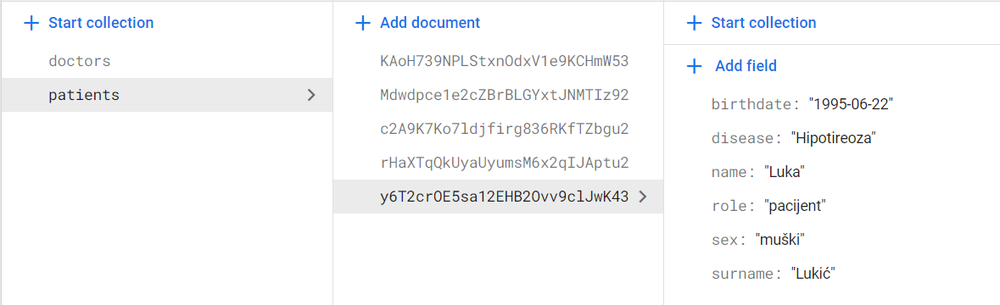 Start collection
doctors
patients
Add document
KAoH739NPLStxnOdxV1e9KCHmW53
Mdwdpce1e2cZBrBLGYxtJNMTIz92
c2A9K7Ko7ldjfirg836RKfTZbgu2
rHaXTqQkUyaUyumsM6x2qIJAptu2
y6T2crOE5sa12EHB2Ovv9clJwK43
Start collection
Add field
birthdate: "1995-06-22"
disease: "Hipotireoza"
name: "Luka"
role: "pacijent"
sex: "muški"
surname: "Lukić"